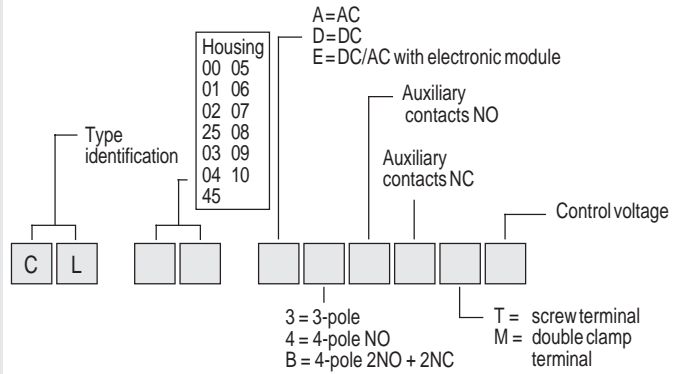 A=AC
D=DC
E=DC/AC with electronic module
Housing
00 05
01 06
02 07
25 08
03 09
04 10
45
Type
identification
Auxiliary
contacts NO
Auxiliary
contacts NC
Control voltage
C L
3 = 3-pole
4 = 4-pole NO
B = 4-pole 2NO + 2NC
T = screw terminal
M = double clamp
terminal